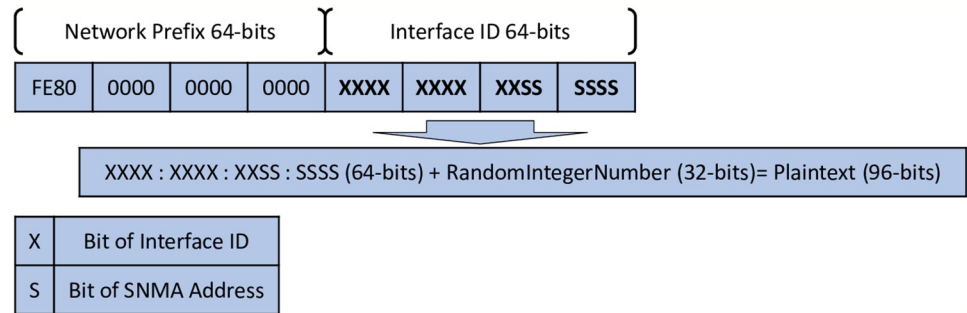 Network Prefix 64-bits Interface ID 64-bits
FE80 0000 0000 0000 XXXX XXXX XXSS SSSS
XXXX : XXXX : XXSS : SSSS (64-bits) + RandomIntegerNumber (32-bits)= Plaintext (96-bits)
X Bit of Interface ID
S Bit of SNMA Address